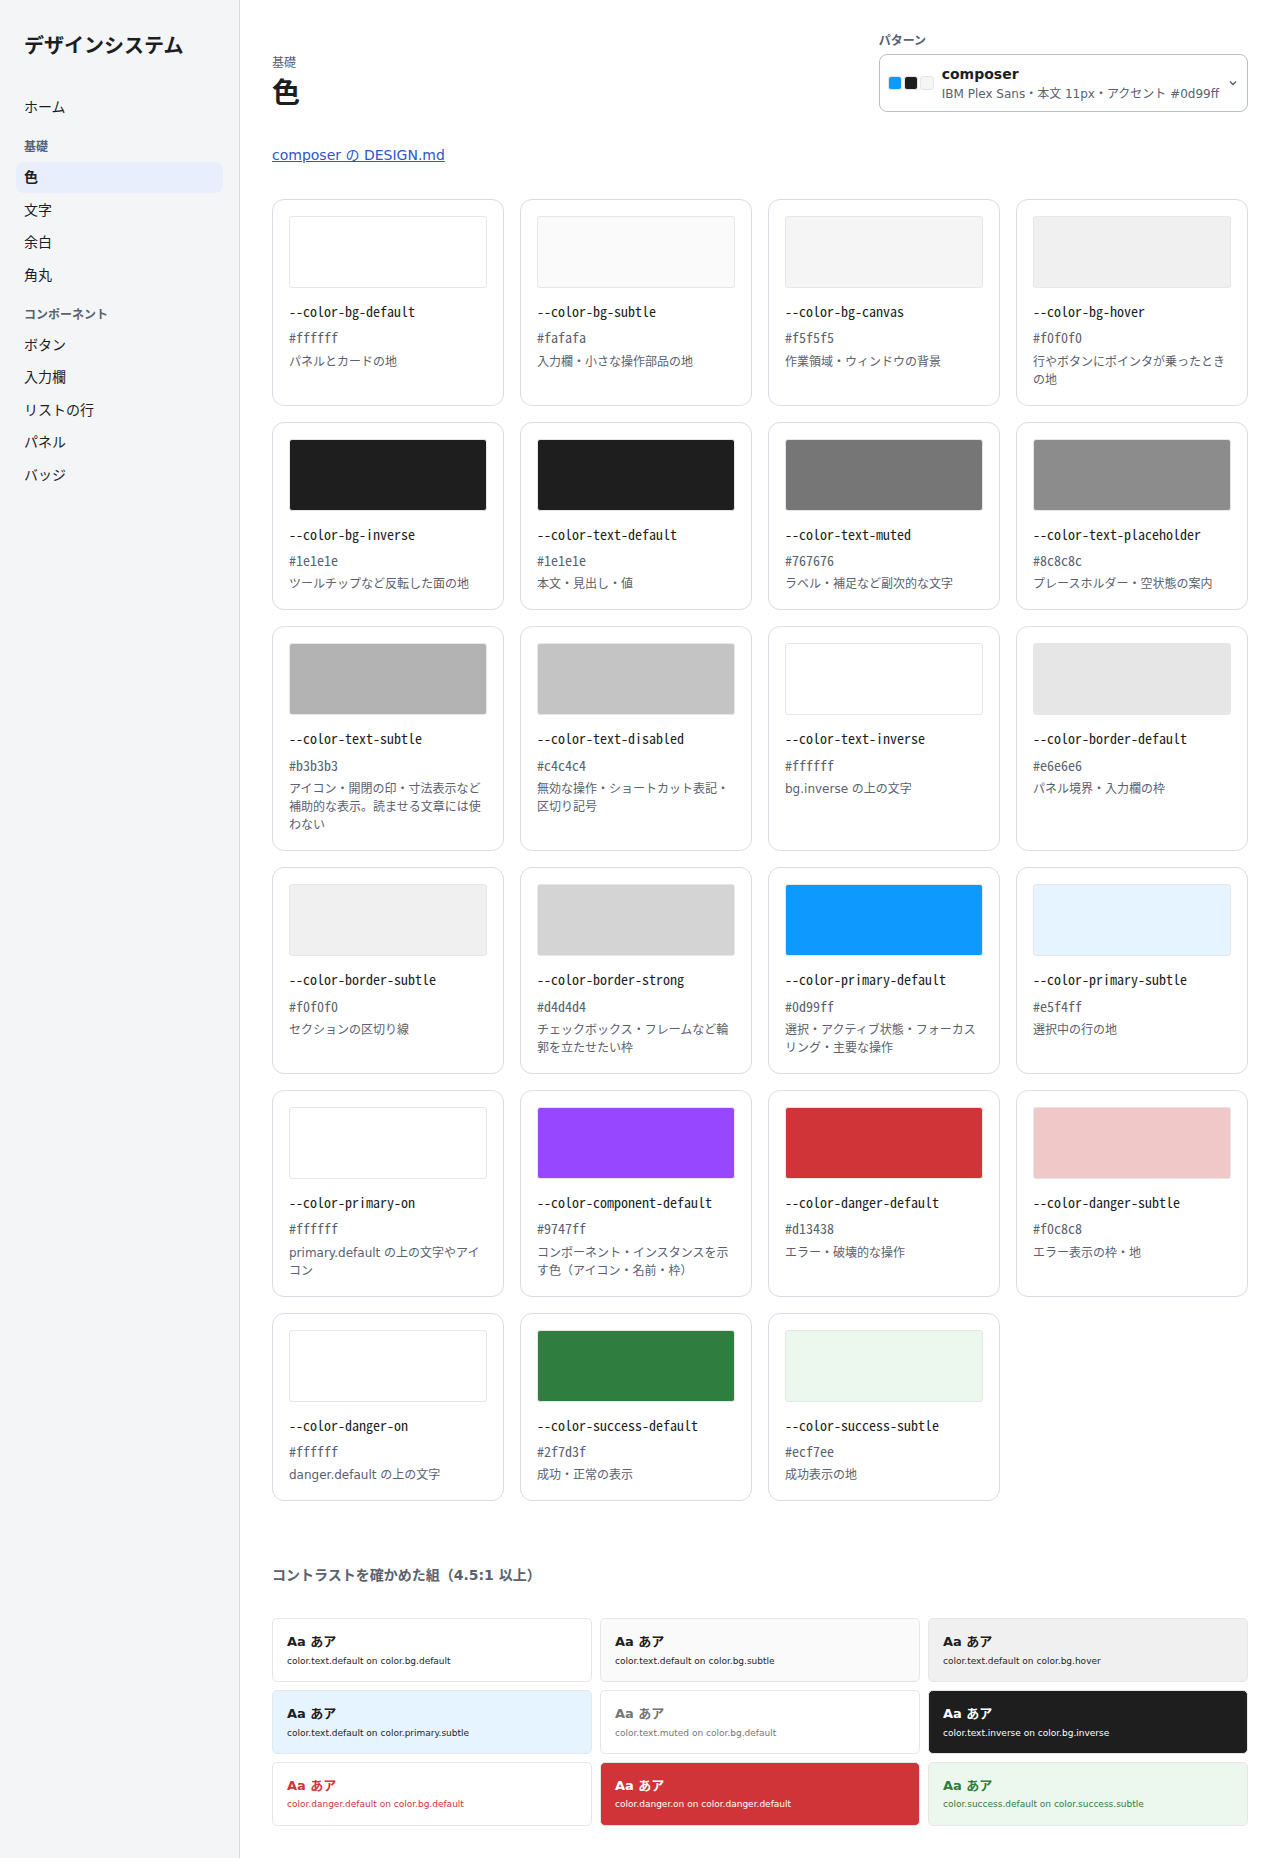 デザインシステム
ホーム
基礎
色
文字
余白
角丸
コンポーネント
ボタン
入力欄
リストの行
パネル
バッジ
基礎
色
パターン
composer
IBM Plex Sans・本文 11px・アクセント #0d99ff
composer の DESIGN.md
--color-bg-default
#ffffff
パネルとカードの地
--color-bg-subtle
#fafafa
入力欄・小さな操作部品の地
--color-bg-canvas
#f5f5f5
作業領域・ウィンドウの背景
--color-bg-hover
#f0f0f0
行やボタンにポインタが乗ったとき
の地
--color-bg-inverse
#1e1e1e
ツールチップなど反転した面の地
--color-text-default
#1e1e1e
本文・見出し・値
--color-text-muted
#767676
ラベル・補足など副次的な文字
--color-text-placeholder
#8c8c8c
プレースホルダー・空状態の案内
--color-text-subtle
#b3b3b3
アイコン・開閉の印・寸法表示など
補助的な表示。読ませる文章には使
わない
--color-text-disabled
#c4c4c4
無効な操作・ショートカット表記・
区切り記号
--color-text-inverse
#ffffff
bg.inverse の上の文字
--color-border-default
#e6e6e6
パネル境界・入力欄の枠
--color-border-subtle
#f0f0f0
セクションの区切り線
--color-border-strong
#d4d4d4
チェックボックス・フレームなど輪
郭を立たせたい枠
--color-primary-default
#0d99ff
選択・アクティブ状態・フォーカス
リング・主要な操作
--color-primary-subtle
#e5f4ff
選択中の行の地
--color-primary-on
#ffffff
primary.default の上の文字やアイ
コン
--color-component-default
#9747ff
コンポーネント・インスタンスを示
す色（アイコン・名前・枠）
--color-danger-default
#d13438
エラー・破壊的な操作
--color-danger-subtle
#f0c8c8
エラー表示の枠・地
--color-danger-on
#ffffff
danger.default の上の文字
--color-success-default
#2f7d3f
成功・正常の表示
--color-success-subtle
#ecf7ee
成功表示の地
コントラストを確かめた組（4.5:1 以上）
Aa あア
color.text.default on color.bg.default
Aa あア
color.text.default on color.bg.subtle
Aa あア
color.text.default on color.bg.hover
Aa あア
color.text.default on color.primary.subtle
Aa あア
color.text.muted on color.bg.default
Aa あア
color.text.inverse on color.bg.inverse
Aa あア
color.danger.default on color.bg.default
Aa あア
color.danger.on on color.danger.default
Aa あア
color.success.default on color.success.subtle